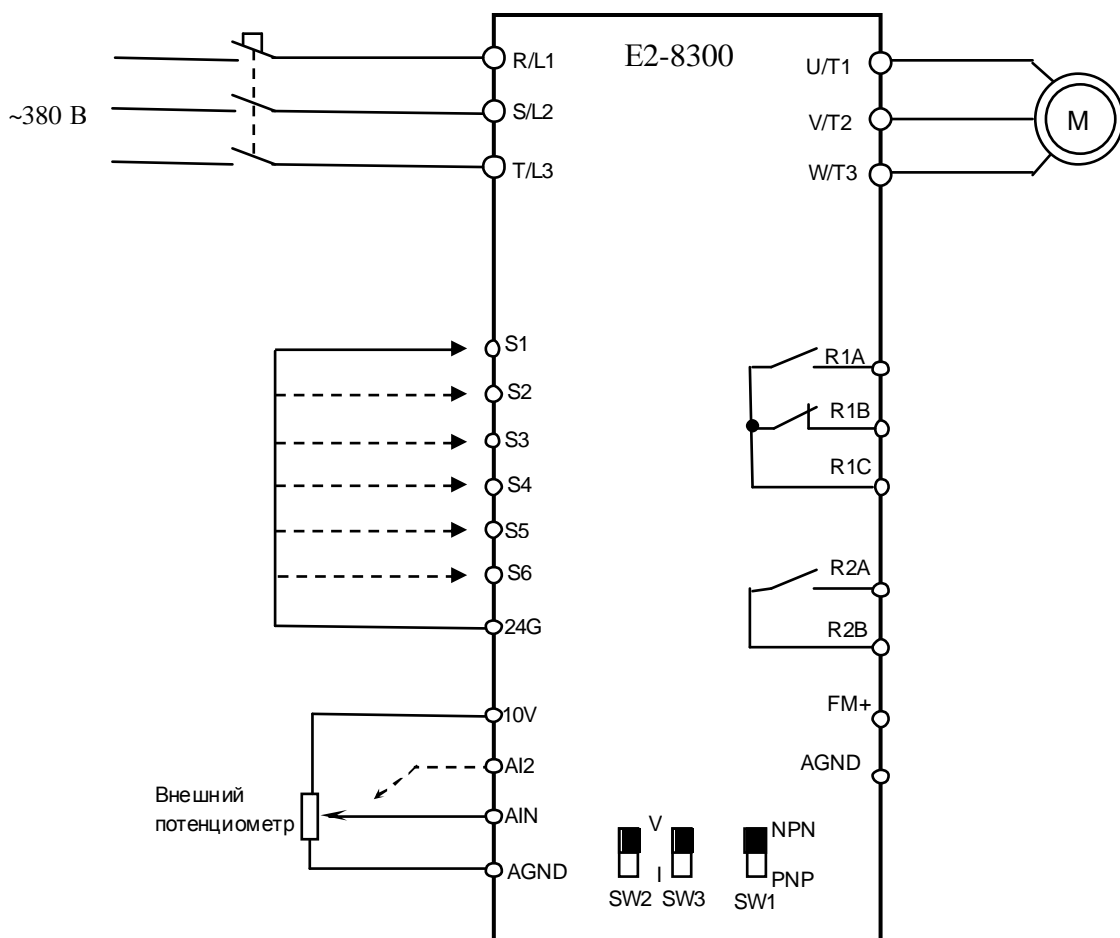 E2-8300
~380 В
R/L1
S/L2
T/L3
U/T1
V/T2
W/T3
M
S1
S2
S3
S4
S5
S6
24G
R1A
R1B
R1C
R2A
R2B
10V
AI2
AIN
AGND
Внешний
потенциометр
FM+
AGND
V
I
SW2
SW3
NPN
PNP
SW1